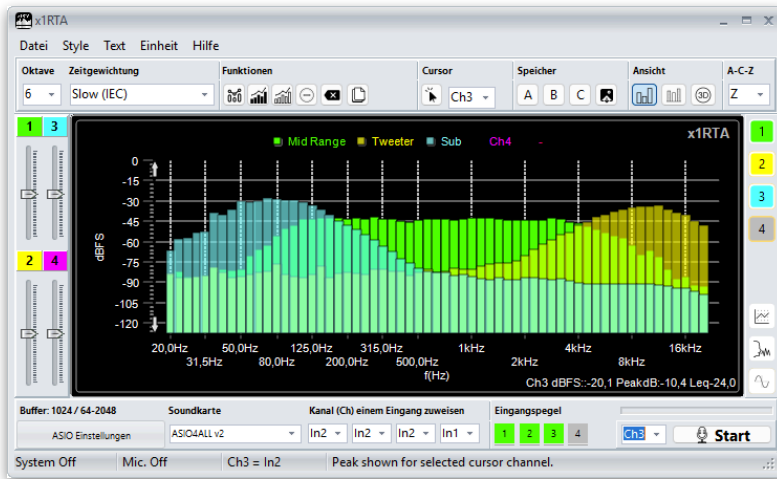 x1RTA
Datei Style Text Einheit Hilfe
Oktave Zeitgewichtung Funktionen Cursor Speicher Ansicht A-C-Z
6 Slow (IEC) Ch3 A B C 3D Z
1 3
x1RTA
1
Mid Range Tweeter Sub Ch4 -
0
-15
2
-30
3
-45
4
-60
dBFS
2 4
-75
-90
-105
-120
20,0Hz 50,0Hz 125,0Hz 315,0Hz 1kHz 4kHz 16kHz
31,5Hz 80,0Hz 200,0Hz 500,0Hz 2kHz 8kHz
f(Hz)
Ch3 dBFS::-20,1 PeakdB:-10,4 Leq-24,0
Buffer: 1024 / 64-2048 Soundkarte Kanal (Ch) einem Eingang zuweisen Eingangspegel
ASIO Einstellungen ASIO4ALL v2 In2 In2 In2 In1 1 2 3 4 Ch3 Start
System Off Mic. Off Ch3 = In2 Peak shown for selected cursor channel.